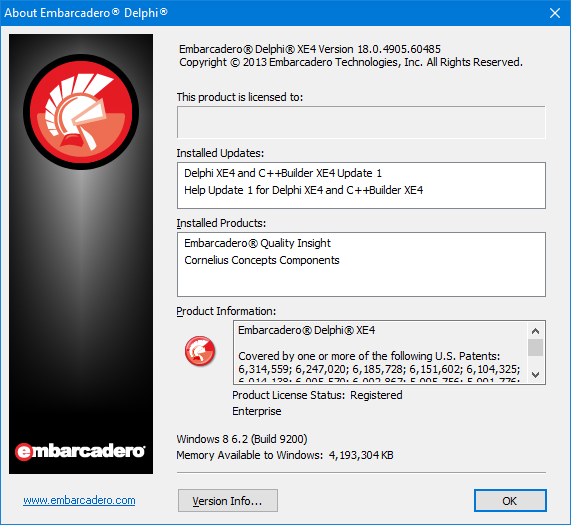 About Embarcadero® Delphi®
Embarcadero® Delphi® XE4 Version 18.0.4905.60485
Copyright © 2013 Embarcadero Technologies, Inc. All Rights Reserved.
This product is licensed to:
Installed Updates:
Delphi XE4 and C++Builder XE4 Update 1
Help Update 1 for Delphi XE4 and C++Builder XE4
Installed Products:
Embarcadero® Quality Insight
Cornelius Concepts Components
Product Information:
Embarcadero® Delphi® XE4
Covered by one or more of the following U.S. Patents:
6,314,559; 6,247,020; 6,185,728; 6,151,602; 6,104,325;
Product License Status: Registered
Enterprise
embarcadero®
Windows 8 6.2 (Build 9200)
Memory Available to Windows: 4,193,304 KB
www.embarcadero.com
Version Info...
OK